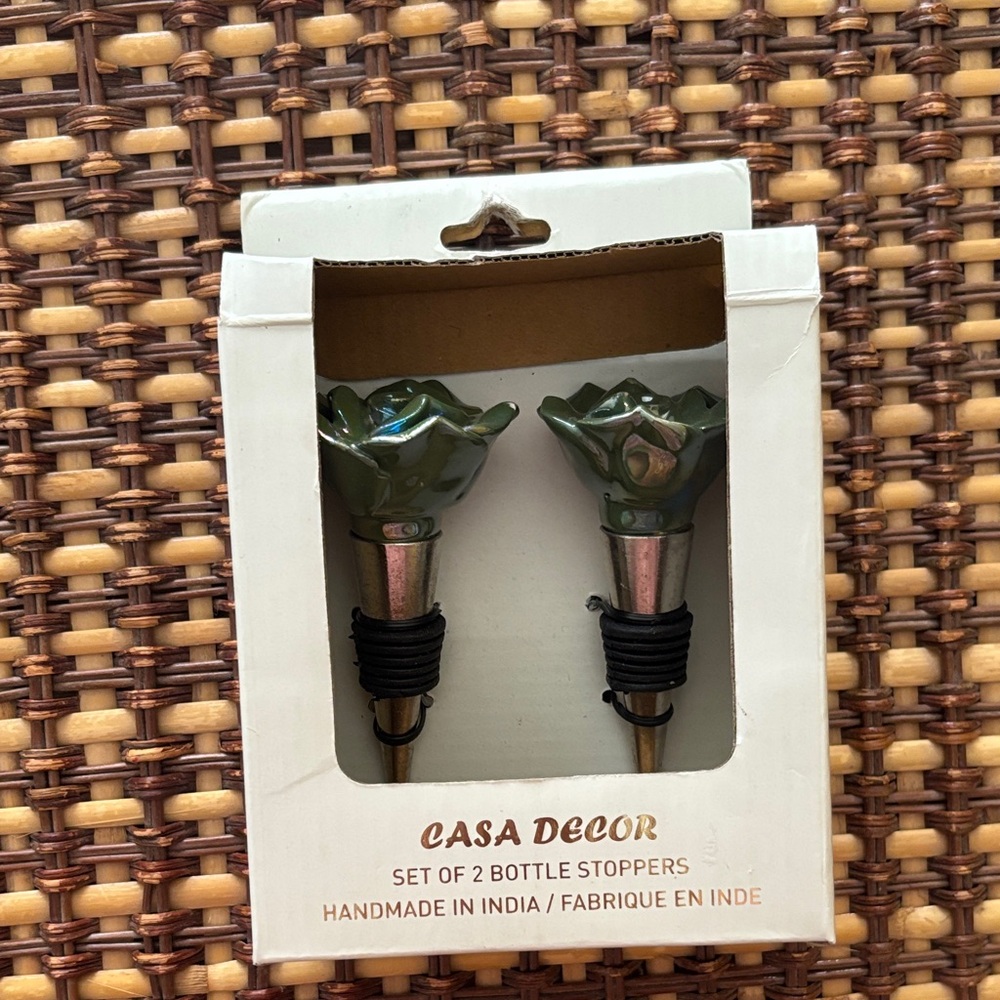 CASA DECOR
SET OF 2 BOTTLE STOPPERS
HANDMADE IN INDIA / FABRIQUE EN INDE